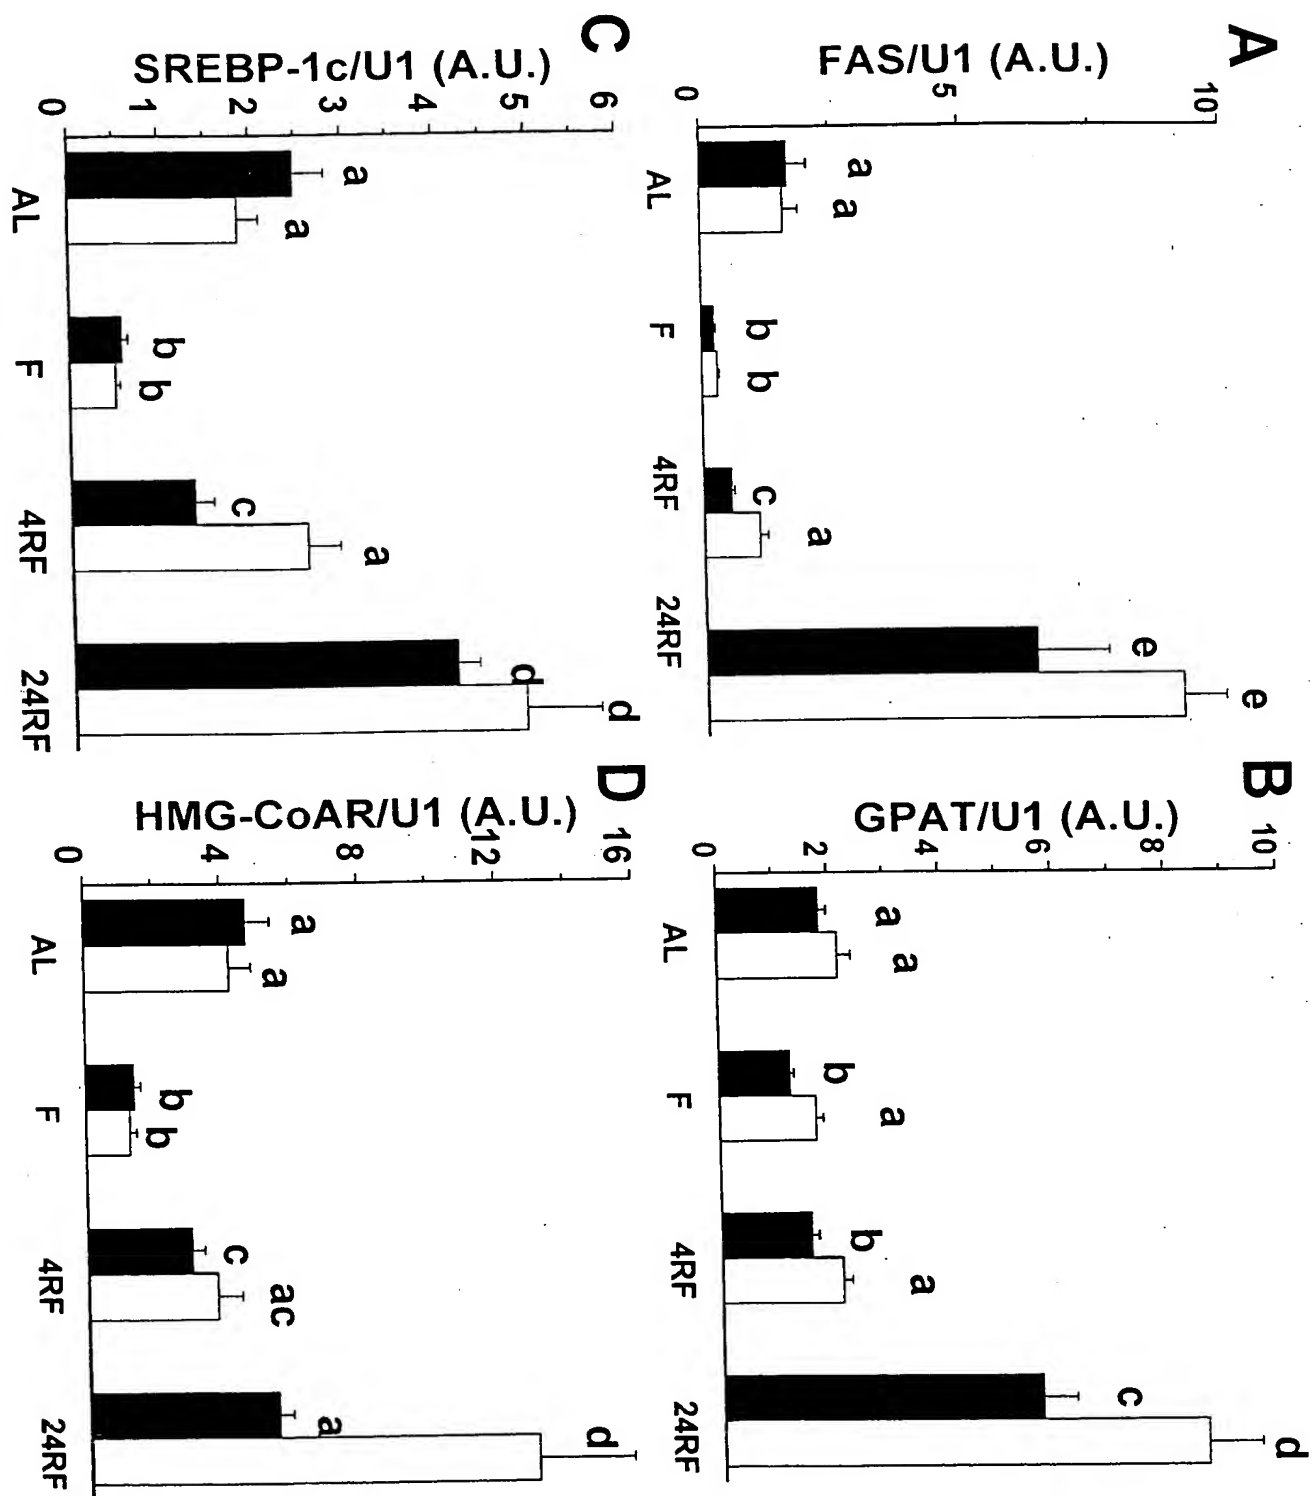 A
FAS/U1 (A.U.)
0 5 10
a a b b c a e e
AL F 4RF 24RF
B
GPAT/U1 (A.U.)
0 2 4 6 8 10
a a b a b a c d
AL F 4RF 24RF
C
SREBP-1c/U1 (A.U.)
0 1 2 3 4 5 6
a a b b c a d d
AL F 4RF 24RF
D
HMG-CoAR/U1 (A.U.)
0 4 8 12 16
a a b b c ac a d
AL F 4RF 24RF